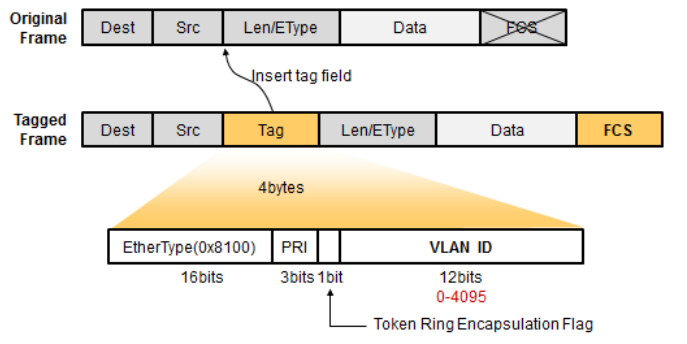 Original
Frame
Dest Src Len/EType Data FCS
Insert tag field
Tagged
Frame
Dest Src Tag Len/EType Data FCS
4bytes
EtherType(0x8100) PRI VLAN ID
16bits 3bits 1bit 12bits
0-4095
Token Ring Encapsulation Flag